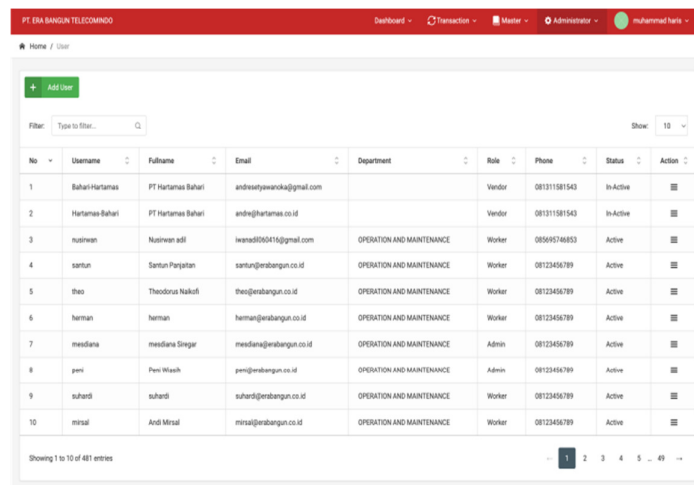 PT. ERA BANGUN TELECOMINDO Dashboard Transaction Master Administrator muhammad haris
Home / User
+ Add User
Filter: Type to filter... Show: 10
No Username Fullname Email Department Role Phone Status Action
1 Bahari-Hartamas PT Hartamas Bahari andresetyawanoka@gmail.com Vendor 081311581543 In-Active
2 Hartamas-Bahari PT Hartamas Bahari andre@hartamas.co.id Vendor 081311581543 In-Active
3 nusirwan Nusirwan adil iwanadil060416@gmail.com OPERATION AND MAINTENANCE Worker 085695746853 Active
4 santun Santun Panjaitan santun@erabangun.co.id OPERATION AND MAINTENANCE Worker 08123456789 Active
5 theo Theodorus Naikofi theo@erabangun.co.id OPERATION AND MAINTENANCE Worker 08123456789 Active
6 herman herman herman@erabangun.co.id OPERATION AND MAINTENANCE Worker 08123456789 Active
7 mesdiana mesdiana Siregar mesdiana@erabangun.co.id OPERATION AND MAINTENANCE Admin 08123456789 Active
8 peni Peni Wiasih peni@erabangun.co.id OPERATION AND MAINTENANCE Admin 08123456789 Active
9 suhardi suhardi suhardi@erabangun.co.id OPERATION AND MAINTENANCE Worker 08123456789 Active
10 mirsal Andi Mirsal mirsal@erabangun.co.id OPERATION AND MAINTENANCE Worker 08123456789 Active
Showing 1 to 10 of 481 entries ← 1 2 3 4 5 … 49 →